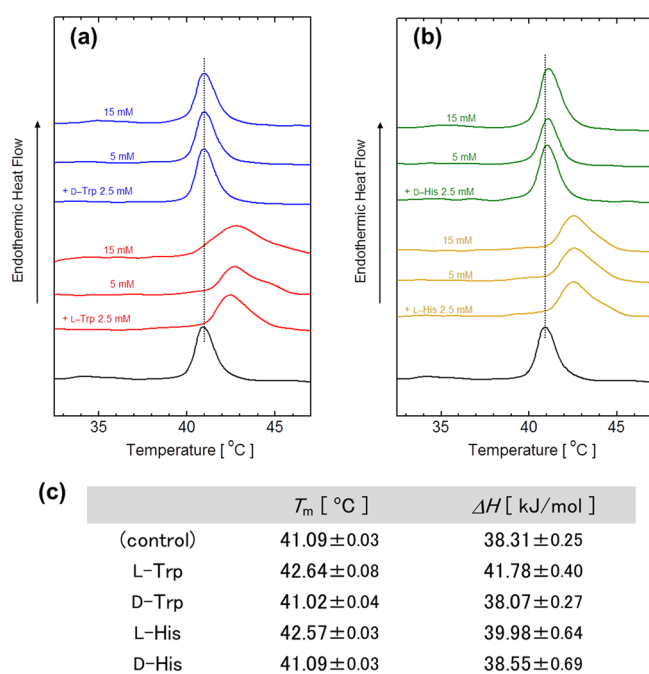 (a)
15 mM
5 mM
+ D–Trp 2.5 mM
15 mM
5 mM
+ L–Trp 2.5 mM
Endothermic Heat Flow
35 40 45
Temperature [ °C ]
(b)
15 mM
5 mM
+ D–His 2.5 mM
15 mM
5 mM
+ L–His 2.5 mM
Endothermic Heat Flow
35 40 45
Temperature [ °C ]
(c)
Tm [ °C ] ΔH [ kJ/mol ]
(control) 41.09±0.03 38.31±0.25
L-Trp 42.64±0.08 41.78±0.40
D-Trp 41.02±0.04 38.07±0.27
L-His 42.57±0.03 39.98±0.64
D-His 41.09±0.03 38.55±0.69